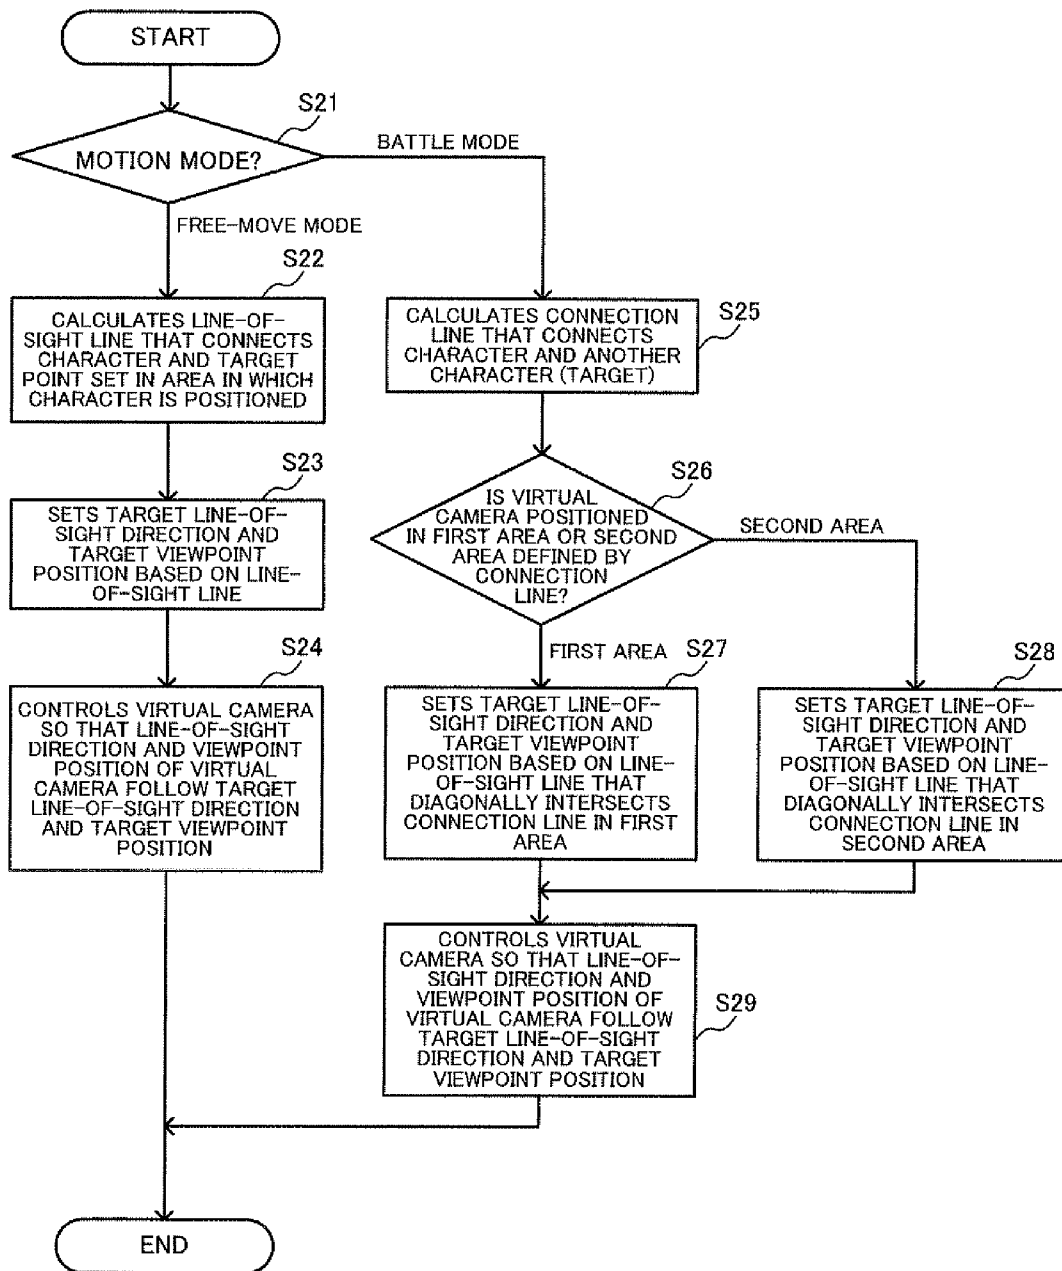 START
S21
MOTION MODE?
BATTLE MODE
FREE-MOVE MODE
S22
CALCULATES LINE-OF-
SIGHT LINE THAT CONNECTS
CHARACTER AND TARGET
POINT SET IN AREA IN WHICH
CHARACTER IS POSITIONED
S23
SETS TARGET LINE-OF-
SIGHT DIRECTION AND
TARGET VIEWPOINT
POSITION BASED ON LINE-
OF-SIGHT LINE
S24
CONTROLS VIRTUAL CAMERA
SO THAT LINE-OF-SIGHT
DIRECTION AND VIEWPOINT
POSITION OF VIRTUAL
CAMERA FOLLOW TARGET
LINE-OF-SIGHT DIRECTION
AND TARGET VIEWPOINT
POSITION
S25
CALCULATES CONNECTION
LINE THAT CONNECTS
CHARACTER AND ANOTHER
CHARACTER (TARGET)
S26
IS VIRTUAL
CAMERA POSITIONED
IN FIRST AREA OR SECOND
AREA DEFINED BY
CONNECTION
LINE?
SECOND AREA
FIRST AREA
S27
SETS TARGET LINE-OF-
SIGHT DIRECTION AND
TARGET VIEWPOINT
POSITION BASED ON LINE-
OF-SIGHT LINE THAT
DIAGONALLY INTERSECTS
CONNECTION LINE IN FIRST
AREA
S28
SETS TARGET LINE-OF-
SIGHT DIRECTION AND
TARGET VIEWPOINT
POSITION BASED ON LINE-
OF-SIGHT LINE THAT
DIAGONALLY INTERSECTS
CONNECTION LINE IN
SECOND AREA
CONTROLS VIRTUAL
CAMERA SO THAT LINE-OF-
SIGHT DIRECTION AND
VIEWPOINT POSITION OF
VIRTUAL CAMERA FOLLOW
TARGET LINE-OF-SIGHT
DIRECTION AND TARGET
VIEWPOINT POSITION
S29
END